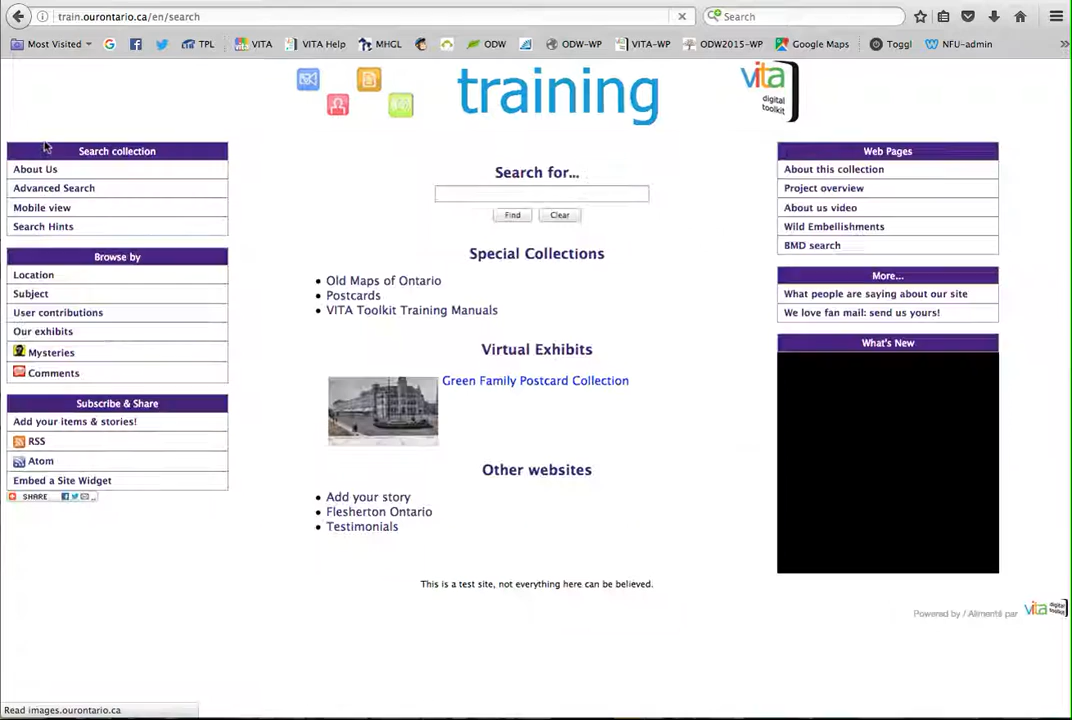 train.ourontario.ca/en/search
Search
Most Visited
TPL
VITA
VITA Help
MHGL
ODW
ODW-WP
VITA-WP
ODW2015-WP
Google Maps
Toggl
NFU-admin
training
vita
digital
toolkit
Search collection
About Us
Advanced Search
Mobile view
Search Hints
Browse by
Location
Subject
User contributions
Our exhibits
Mysteries
Comments
Subscribe & Share
Add your items & stories!
RSS
Atom
Embed a Site Widget
SHARE
Search for...
Find
Clear
Special Collections
• Old Maps of Ontario
• Postcards
• VITA Toolkit Training Manuals
Virtual Exhibits
Green Family Postcard Collection
Other websites
• Add your story
• Flesherton Ontario
• Testimonials
This is a test site, not everything here can be believed.
Web Pages
About this collection
Project overview
About us video
Wild Embellishments
BMD search
More...
What people are saying about our site
We love fan mail: send us yours!
What's New
Powered by / Alimenté par
vita
digital
toolkit
Read images.ourontario.ca